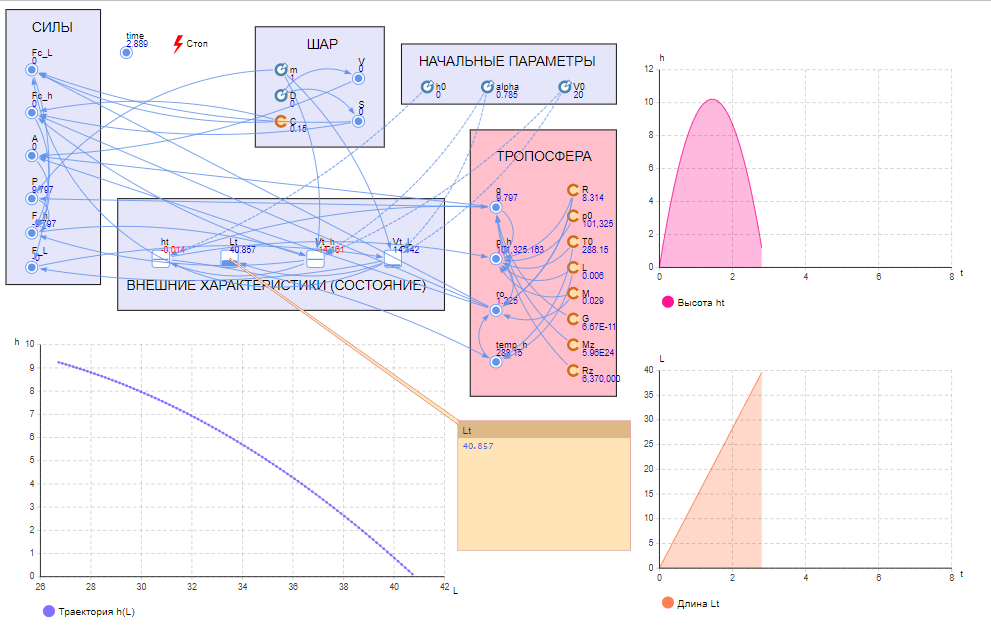 СИЛЫ
Fc_L
0
Fc_h
0
A
0
P
9.797
F_h
-9.797
F_L
-0
time
2.889
Стоп
ШАР
m
1
D
0
C
0.15
V
0
S
0
НАЧАЛЬНЫЕ ПАРАМЕТРЫ
h0
0
alpha
0.785
V0
20
ТРОПОСФЕРА
g
9.797
p_h
101,325.163
ro
1.225
temp_h
288.15
R
8.314
p0
101,325
T0
288.15
L
0.006
M
0.029
G
6.67E-11
Mz
5.96E24
Rz
6,370,000
ht
-0.014
Lt
40.857
Vt_h
-14.161
Vt_L
14.142
ВНЕШНИЕ ХАРАКТЕРИСТИКИ (СОСТОЯНИЕ)
Lt
40.857
h
12
10
8
6
4
2
0
0
2
4
6
8
t
Высота ht
L
40
35
30
25
20
15
10
5
0
0
2
4
6
8
t
Длина Lt
h
10
9
8
7
6
5
4
3
2
1
0
26
28
30
32
34
36
38
40
42
L
Траектория h(L)